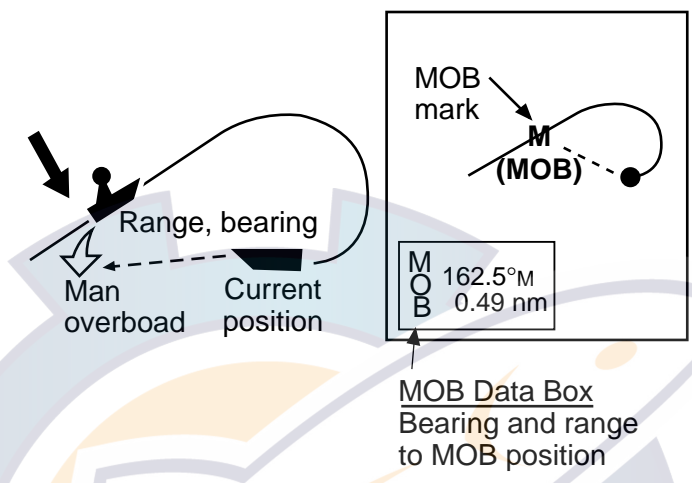 Range, bearing
Man
overboad
Current
position
MOB
mark
M
(MOB)
M
O
B
162.5°M
0.49 nm
MOB Data Box
Bearing and range
to MOB position